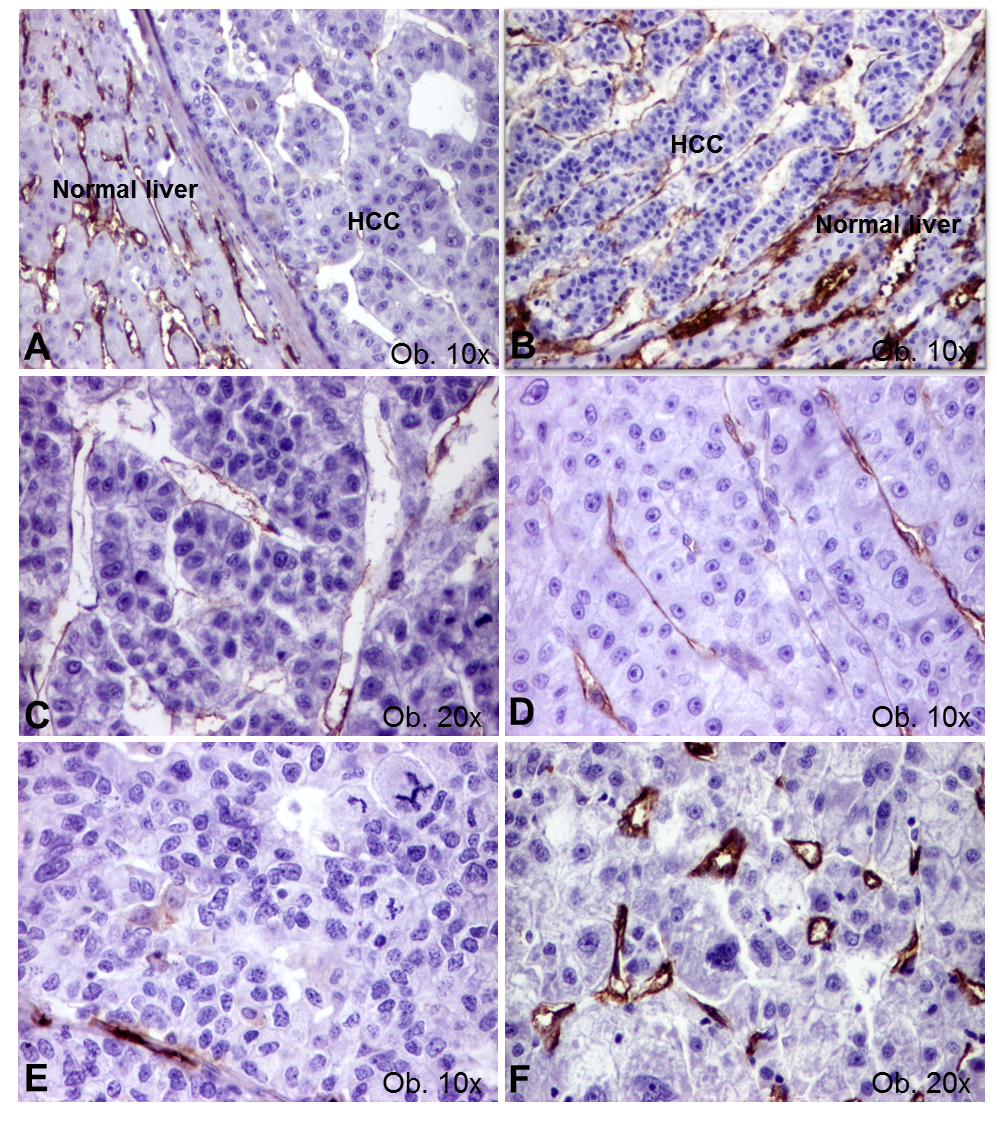 Normal liver
HCC
A
Ob. 10x
HCC
Normal liver
B
Ob. 10x
C
Ob. 20x
D
Ob. 10x
E
Ob. 10x
F
Ob. 20x